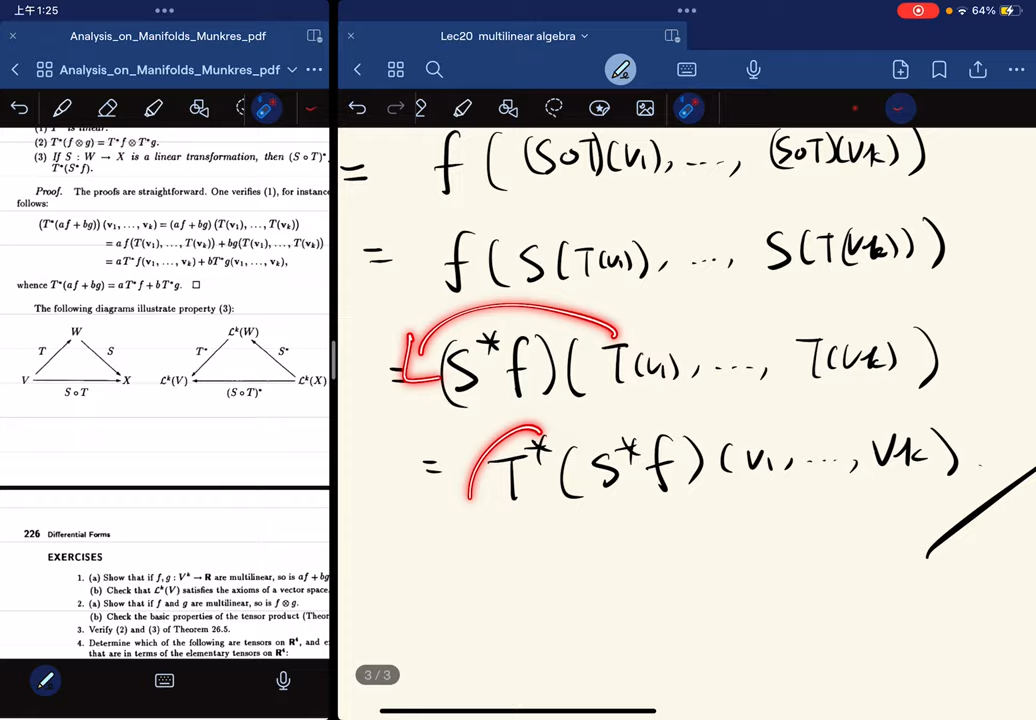 上午1:25
64%
Analysis_on_Manifolds_Munkres_pdf
Lec20 multilinear algebra
Analysis_on_Manifolds_Munkres_pdf
(2) T*(f ⊗ g) = T*f ⊗ T*g.
(3) If S : W → X is a linear transformation, then (S ∘ T)*
T*(S*f).
Proof. The proofs are straightforward. One verifies (1), for instance
follows:
(T*(af + bg))(v₁, …, vₖ) = (af + bg)(T(v₁), …, T(vₖ))
= af(T(v₁), …, T(vₖ)) + bg(T(v₁), …, T(vₖ))
= aT*f(v₁, …, vₖ) + bT*g(v₁, …, vₖ),
whence T*(af + bg) = aT*f + bT*g. □
The following diagrams illustrate property (3):
W
T S
V X
S ∘ T
𝓛ᵏ(W)
T* S*
𝓛ᵏ(V) 𝓛ᵏ(X)
(S ∘ T)*
226 Differential Forms
EXERCISES
1. (a) Show that if f, g : Vᵏ → R are multilinear, so is af + bg
(b) Check that 𝓛ᵏ(V) satisfies the axioms of a vector space.
2. (a) Show that if f and g are multilinear, so is f ⊗ g.
(b) Check the basic properties of the tensor product (Theor
3. Verify (2) and (3) of Theorem 26.5.
4. Determine which of the following are tensors on R⁴, and e
that are in terms of the elementary tensors on R⁴:
= f((S∘T)(v₁), …, (S∘T)(vₖ))
= f(S(T(v₁)), …, S(T(vₖ)))
= (S*f)(T(v₁), …, T(vₖ))
= T*(S*f)(v₁, …, vₖ).
3/3